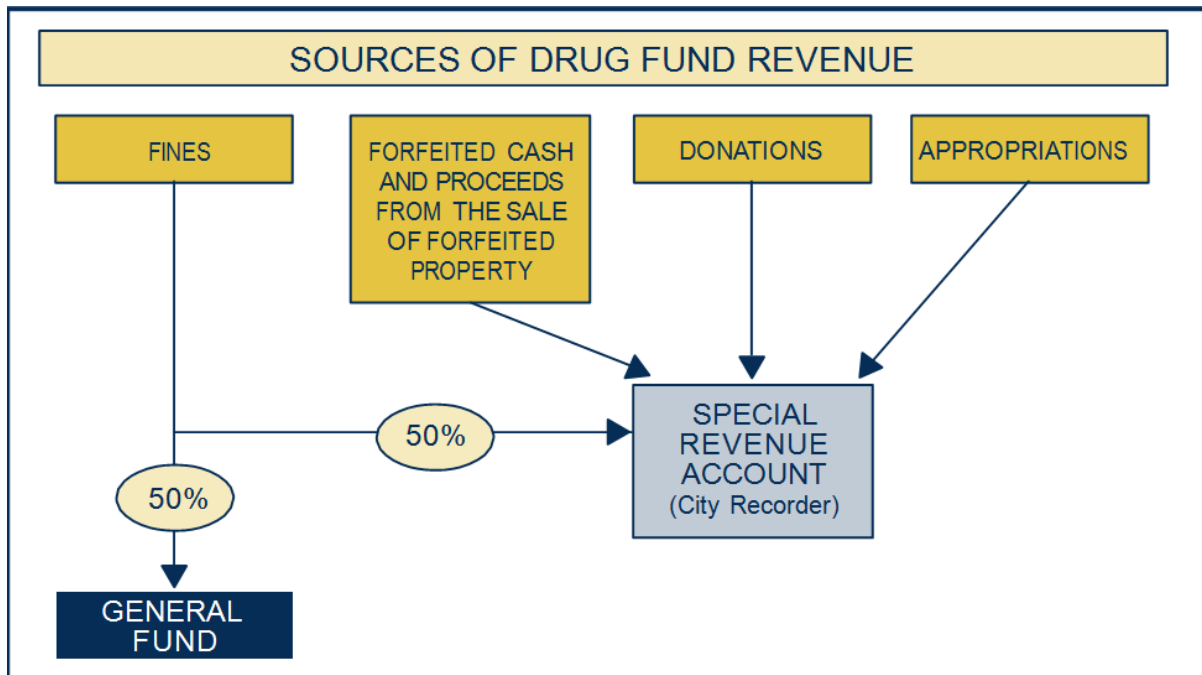 SOURCES OF DRUG FUND REVENUE
FINES
FORFEITED CASH
AND PROCEEDS
FROM THE SALE
OF FORFEITED
PROPERTY
DONATIONS
APPROPRIATIONS
50%
SPECIAL
REVENUE
ACCOUNT
(City Recorder)
50%
GENERAL
FUND